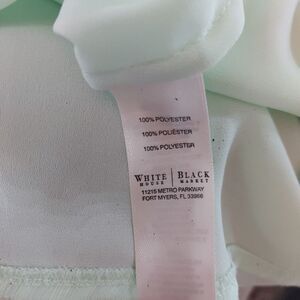 100% POLYESTER
100% POLIÉSTER
100% POLYESTER
WHITE | BLACK
HOUSE | MARKET
11215 METRO PARKWAY
FORT MYERS, FL 33966